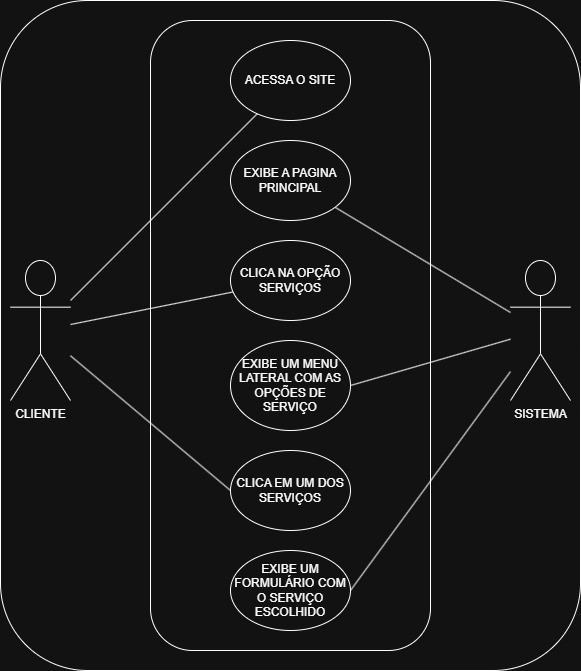 ACESSA O SITE
EXIBE A PAGINA
PRINCIPAL
CLICA NA OPÇÃO
SERVIÇOS
EXIBE UM MENU
LATERAL COM AS
OPÇÕES DE
SERVIÇO
CLIENTE
SISTEMA
CLICA EM UM DOS
SERVIÇOS
EXIBE UM
FORMULÁRIO COM
O SERVIÇO
ESCOLHIDO